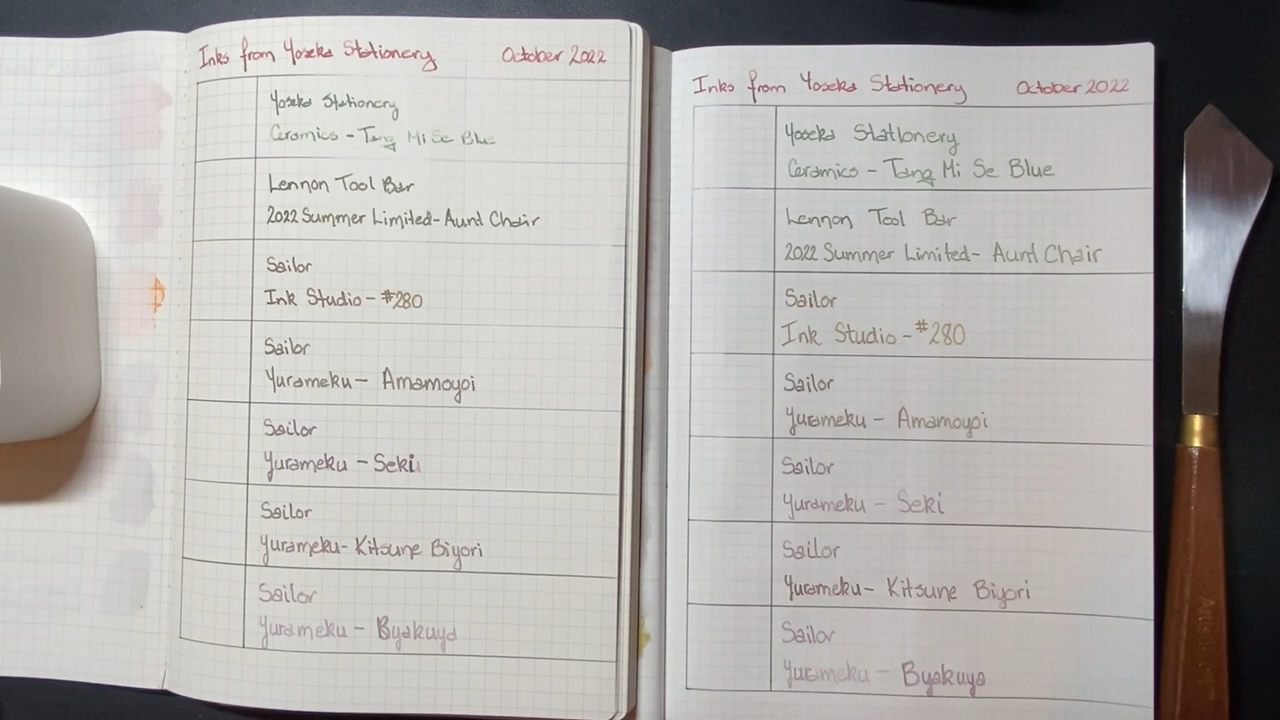 Inks from Yoseka Stationery October 2022
Yoseka Stationery
Ceramics - Tang Mi Se Blue
Lennon Tool Bar
2022 Summer Limited- Aunt Chair
Sailor
Ink Studio - #280
Sailor
Yurameku - Amamoyoi
Sailor
Yurameku - Seki
Sailor
Yurameku- Kitsune Biyori
Sailor
Yurameku - Byakuya
Inks from Yoseka Stationery October 2022
Yoseka Stationery
Ceramics - Tang Mi Se Blue
Lennon Tool Bar
2022 Summer Limited- Aunt Chair
Sailor
Ink Studio - #280
Sailor
Yurameku - Amamoyoi
Sailor
Yurameku - Seki
Sailor
Yurameku- Kitsune Biyori
Sailor
Yurameku - Byakuya